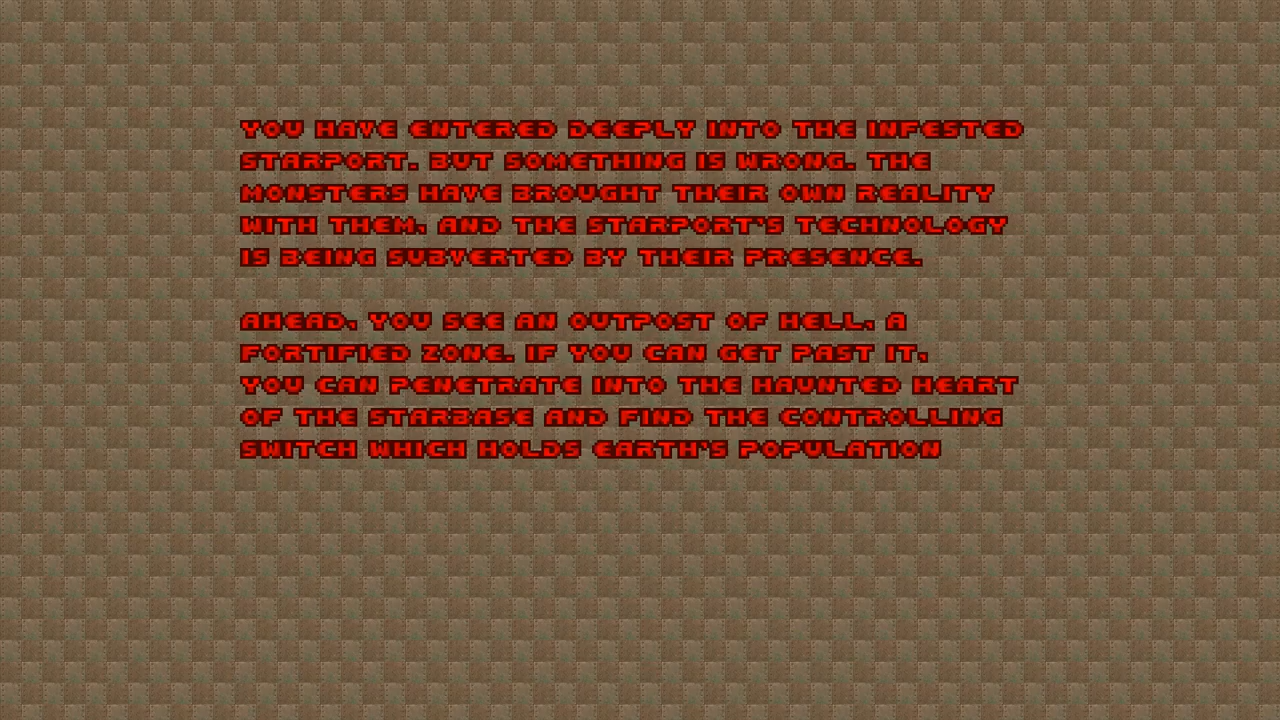 YOU HAVE ENTERED DEEPLY INTO THE INFESTED
STARPORT. BUT SOMETHING IS WRONG. THE
MONSTERS HAVE BROUGHT THEIR OWN REALITY
WITH THEM, AND THE STARPORT'S TECHNOLOGY
IS BEING SUBVERTED BY THEIR PRESENCE.
AHEAD, YOU SEE AN OUTPOST OF HELL, A
FORTIFIED ZONE. IF YOU CAN GET PAST IT,
YOU CAN PENETRATE INTO THE HAUNTED HEART
OF THE STARBASE AND FIND THE CONTROLLING
SWITCH WHICH HOLDS EARTH'S POPULATION